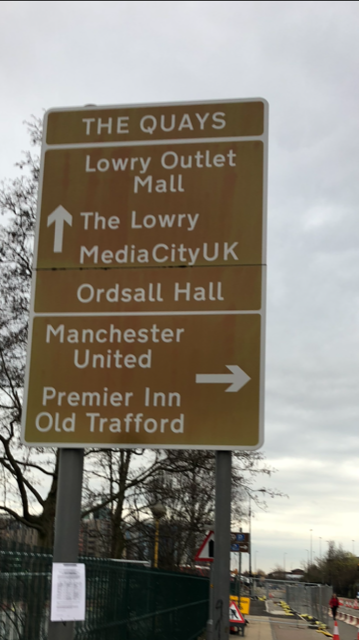 THE QUAYS
Lowry Outlet
Mall
The Lowry
MediaCityUK
Ordsall Hall
Manchester
United
Premier Inn
Old Trafford